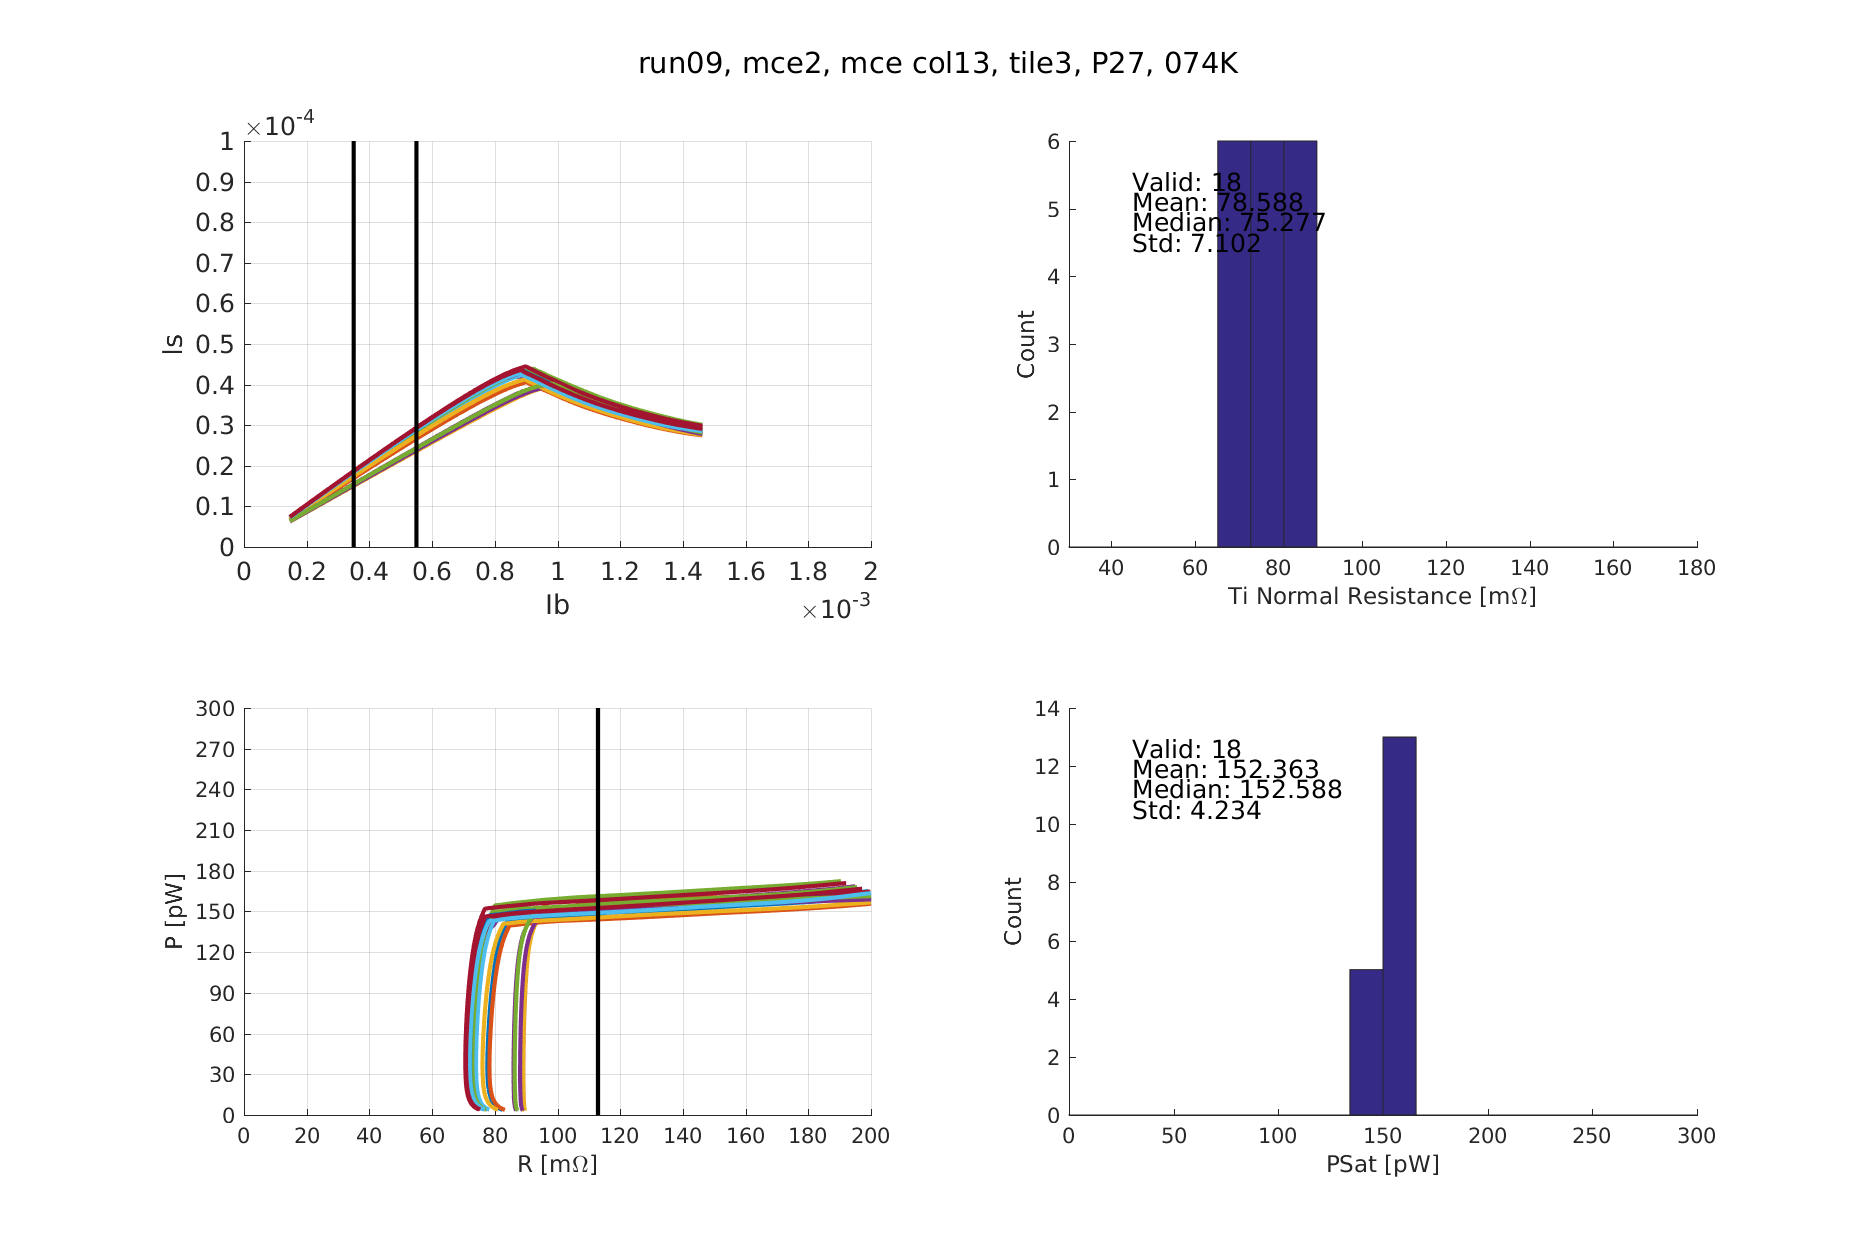 run09, mce2, mce col13, tile3, P27, 074K
×10-4
1
0.9
0.8
0.7
0.6
0.5
0.4
0.3
0.2
0.1
0
Is
0 0.2 0.4 0.6 0.8 1 1.2 1.4 1.6 1.8 2
Ib
×10-3
6
5
4
3
2
1
0
Count
Valid: 18
Mean: 78.588
Median: 75.277
Std: 7.102
40 60 80 100 120 140 160 180
Ti Normal Resistance [mΩ]
300
270
240
210
180
150
120
90
60
30
0
P [pW]
0 20 40 60 80 100 120 140 160 180 200
R [mΩ]
14
12
10
8
6
4
2
0
Count
Valid: 18
Mean: 152.363
Median: 152.588
Std: 4.234
0 50 100 150 200 250 300
PSat [pW]